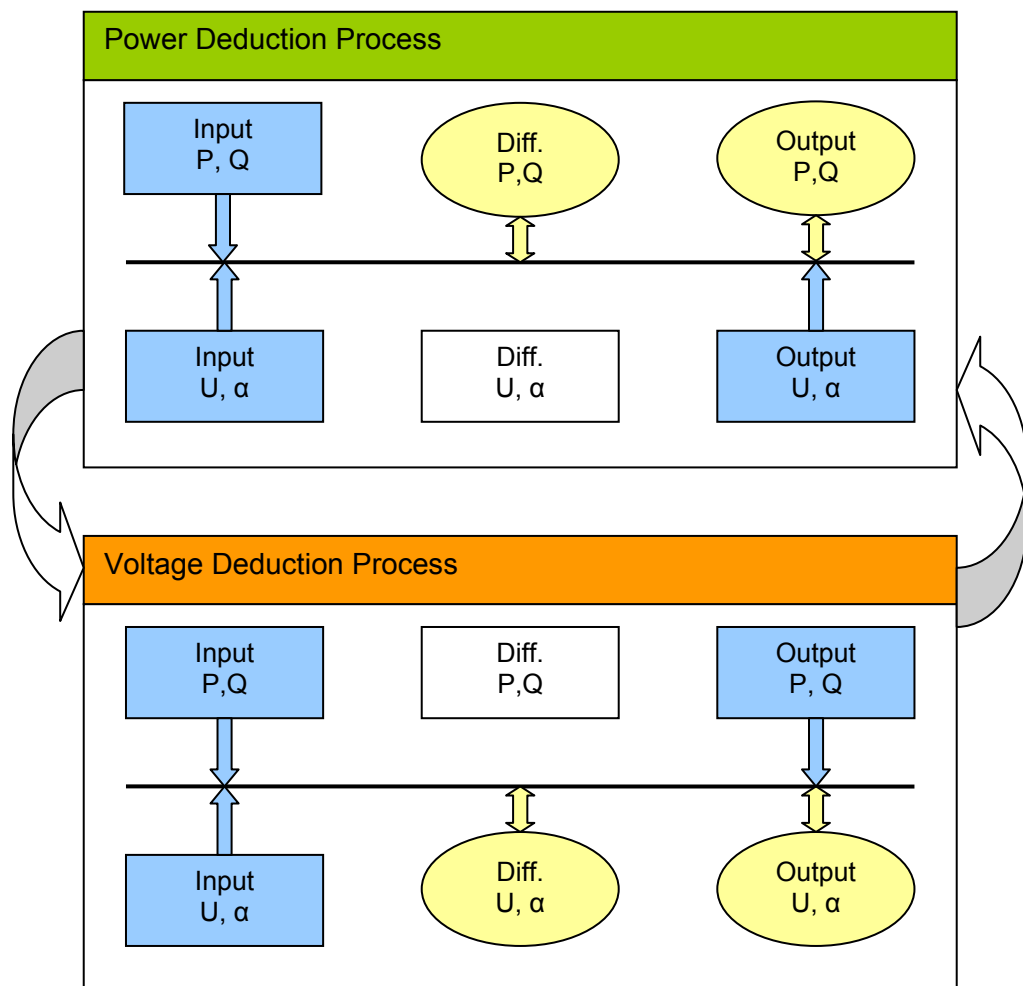 Power Deduction Process
Input
P, Q
Diff.
P,Q
Output
P,Q
Input
U, α
Diff.
U, α
Output
U, α
Voltage Deduction Process
Input
P,Q
Diff.
P,Q
Output
P, Q
Input
U, α
Diff.
U, α
Output
U, α